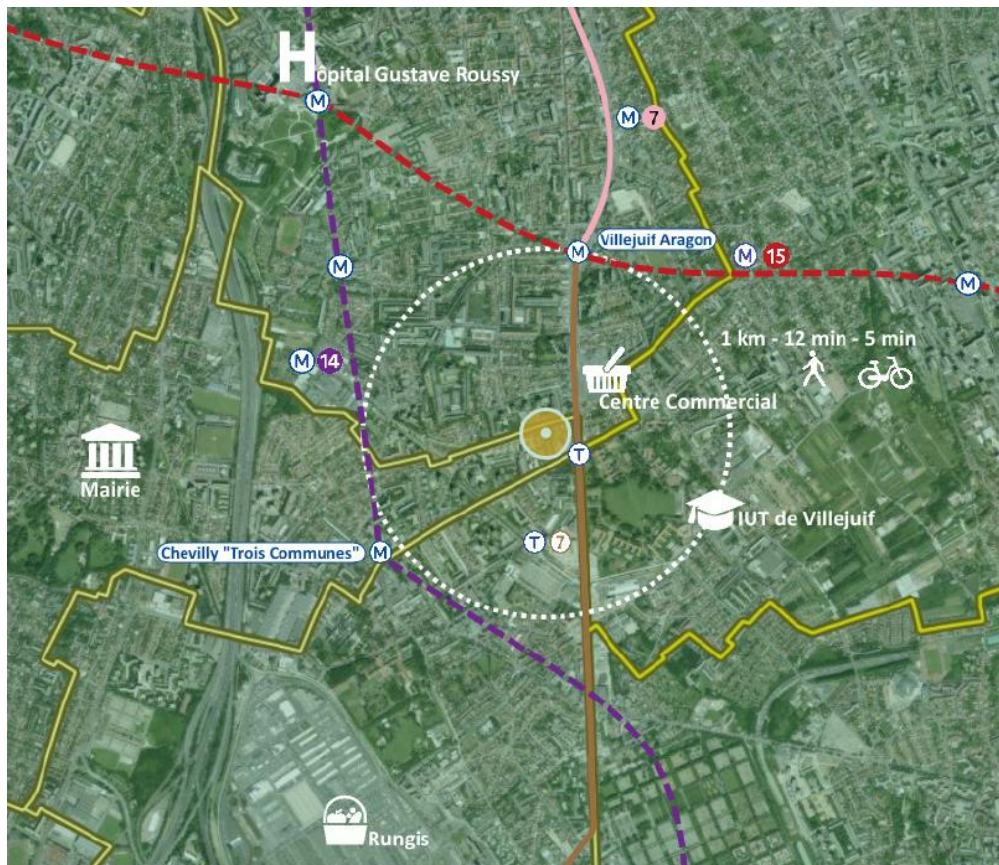 Hôpital Gustave Roussy
M
M 7
M
Villejuif Aragon
M 15
M
M
1 km - 12 min - 5 min
M 14
Centre Commercial
Mairie
T
IUT de Villejuif
T 7
Chevilly "Trois Communes"
M
Rungis